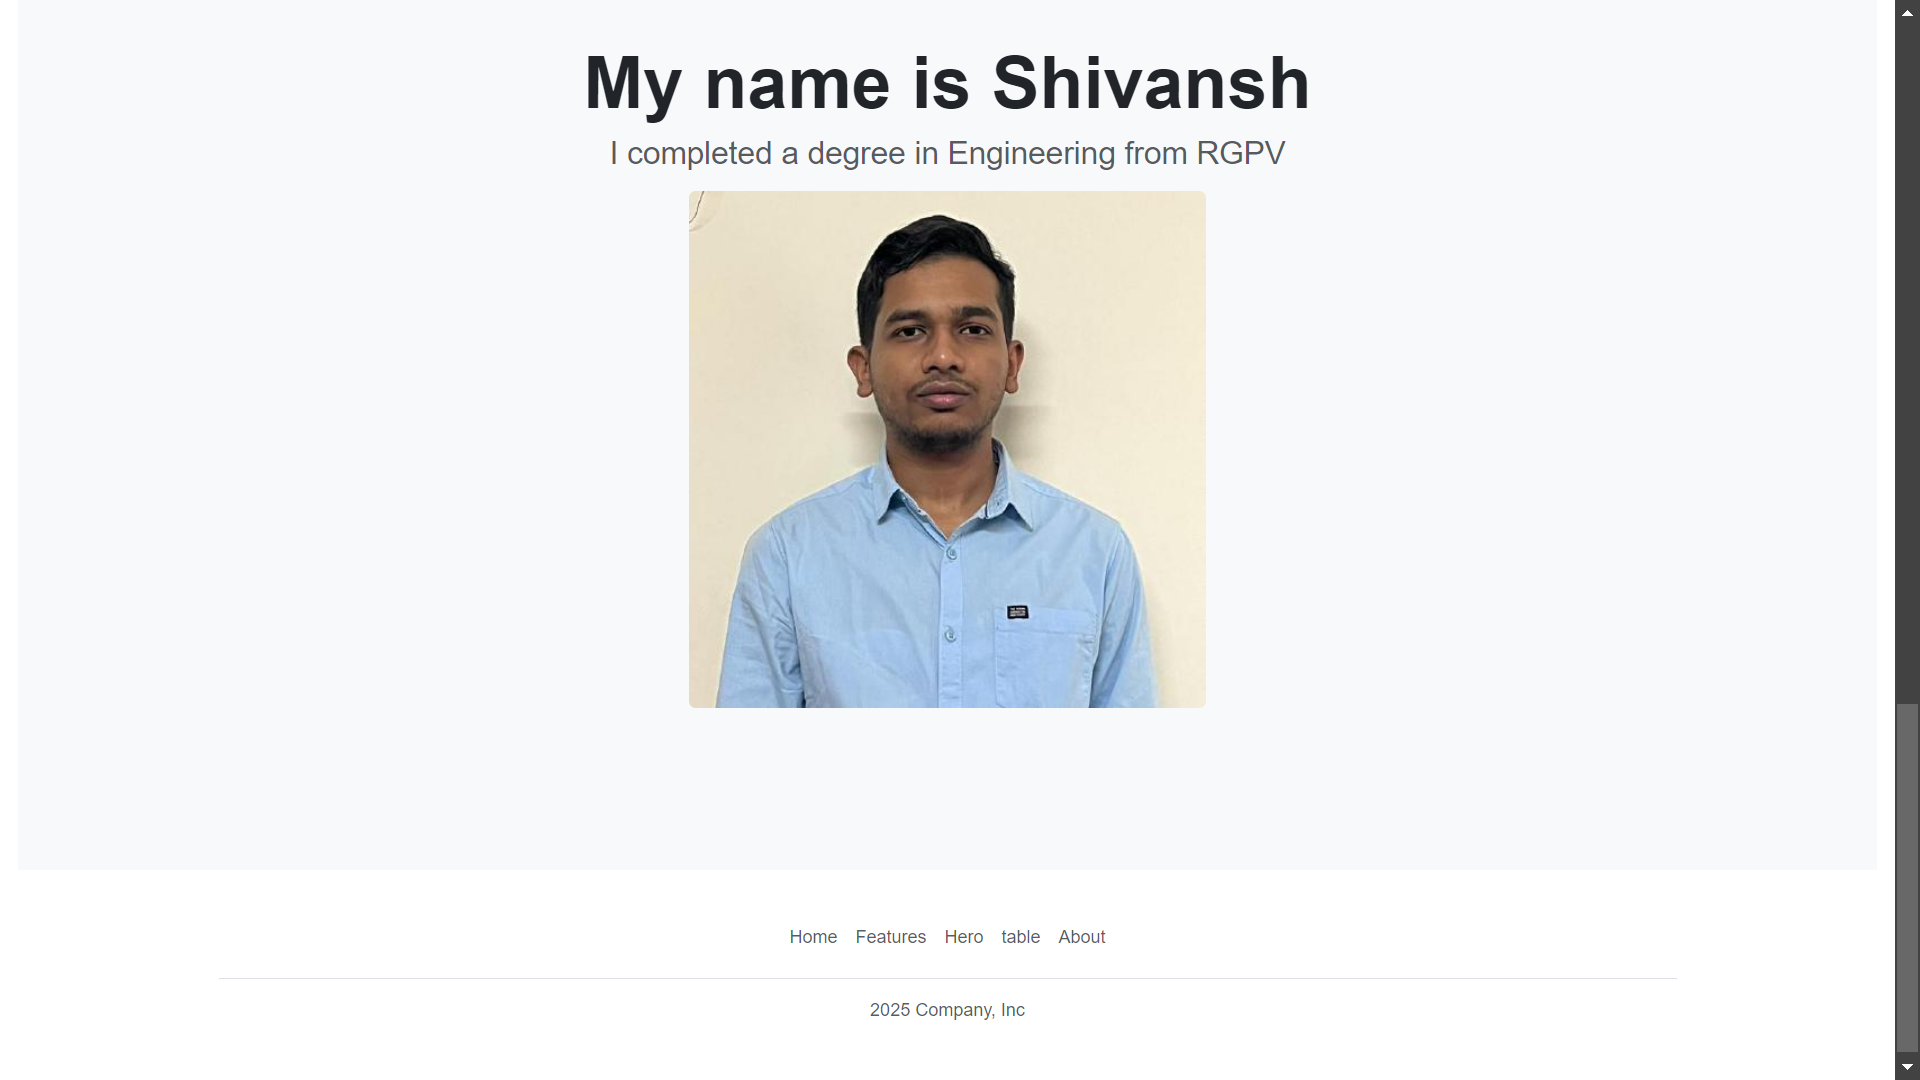 My name is Shivansh
I completed a degree in Engineering from RGPV
Home Features Hero table About
2025 Company, Inc